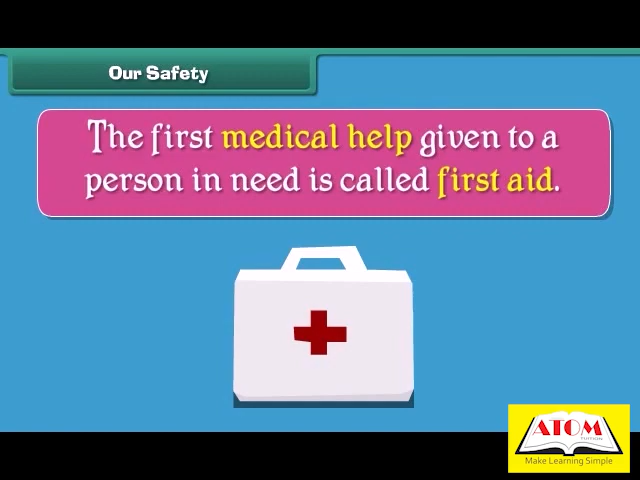 Our Safety
The first medical help given to a
person in need is called first aid.
ATOM
TUITION
Make Learning Simple